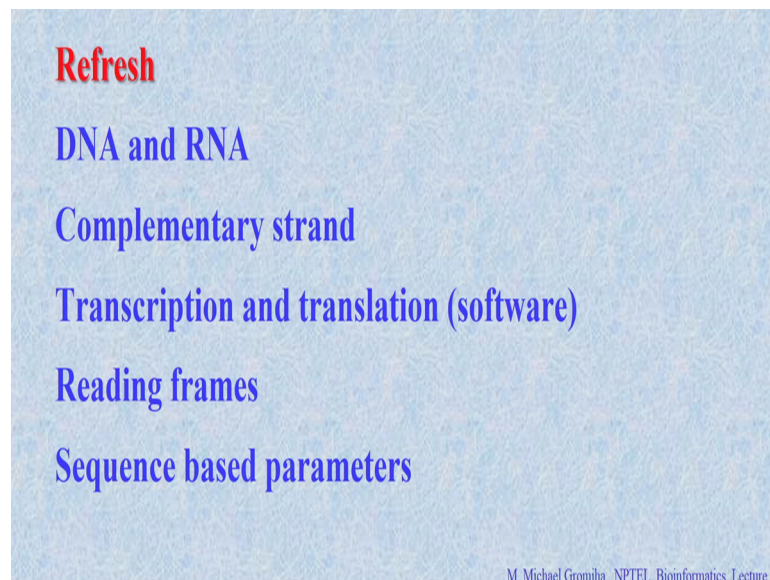 Refresh
DNA and RNA
Complementary strand
Transcription and translation (software)
Reading frames
Sequence based parameters
M. Michael Gromiha, NPTEL, Bioinformatics, Lecture